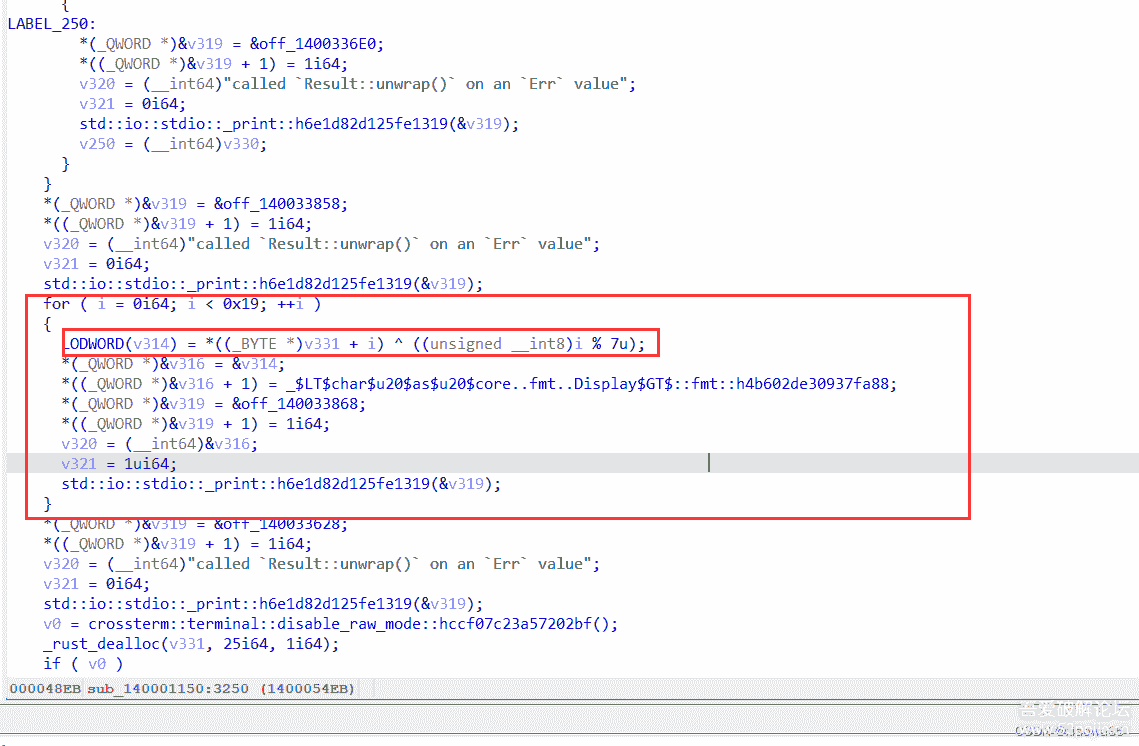 {
LABEL_250:
*(_QWORD *)&v319 = &off_1400336E0;
*((_QWORD *)&v319 + 1) = 1i64;
v320 = (__int64)"called `Result::unwrap()` on an `Err` value";
v321 = 0i64;
std::io::stdio::_print::h6e1d82d125fe1319(&v319);
v250 = (__int64)v330;
}
}
*(_QWORD *)&v319 = &off_140033858;
*((_QWORD *)&v319 + 1) = 1i64;
v320 = (__int64)"called `Result::unwrap()` on an `Err` value";
v321 = 0i64;
std::io::stdio::_print::h6e1d82d125fe1319(&v319);
for ( i = 0i64; i < 0x19; ++i )
{
LODWORD(v314) = *((_BYTE *)v331 + i) ^ ((unsigned __int8)i % 7u);
*(_QWORD *)&v316 = &v314;
*((_QWORD *)&v316 + 1) = _$LT$char$u20$as$u20$core..fmt..Display$GT$::fmt::h4b602de30937fa88;
*(_QWORD *)&v319 = &off_140033868;
*((_QWORD *)&v319 + 1) = 1i64;
v320 = (__int64)&v316;
v321 = 1ui64;
std::io::stdio::_print::h6e1d82d125fe1319(&v319);
}
*(_QWORD *)&v319 = &off_140033628;
*((_QWORD *)&v319 + 1) = 1i64;
v320 = (__int64)"called `Result::unwrap()` on an `Err` value";
v321 = 0i64;
std::io::stdio::_print::h6e1d82d125fe1319(&v319);
v0 = crossterm::terminal::disable_raw_mode::hccf07c23a57202bf();
_rust_dealloc(v331, 25i64, 1i64);
if ( v0 )
000048EB sub_140001150:3250 (1400054EB)
吾爱破解论坛